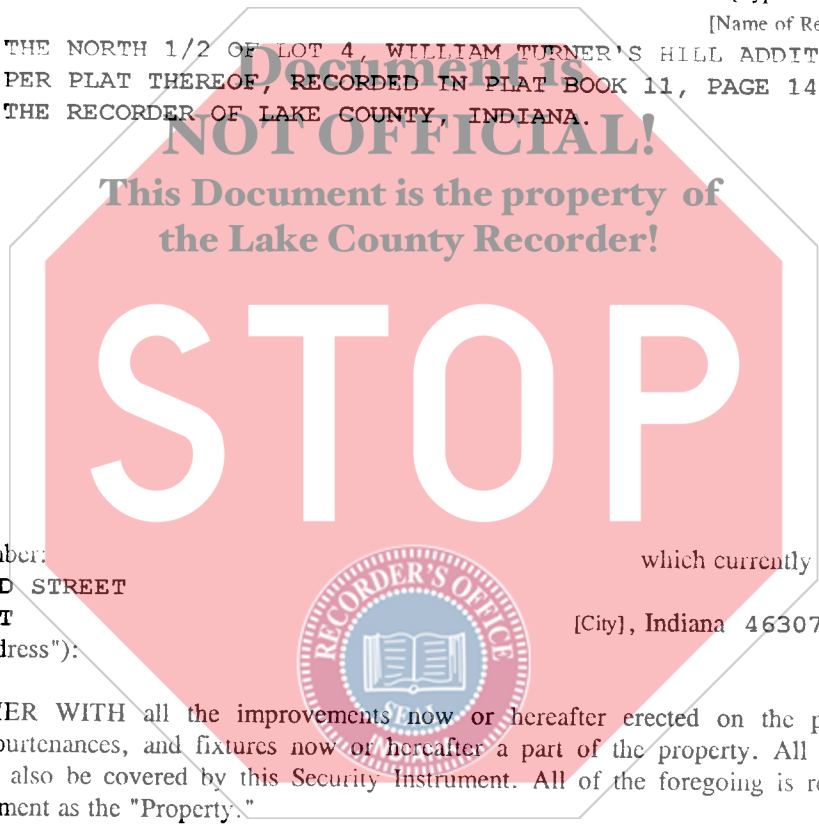 [Name of Re
THE NORTH 1/2 OF LOT 4, WILLIAM TURNER'S HILL ADDIT
Document is
PER PLAT THEREOF, RECORDED IN PLAT BOOK 11, PAGE 14
THE RECORDER OF LAKE COUNTY, INDIANA.
NOT OFFICIAL!
This Document is the property of
the Lake County Recorder!
STOP
nber: which currently
D STREET
T [City], Indiana 46307
dress"):
RECORDER'S OFFICE
SEAL
INDIANA
IER WITH all the improvements now or hereafter erected on the p
purtenances, and fixtures now or hereafter a part of the property. All
also be covered by this Security Instrument. All of the foregoing is re
ment as the "Property."